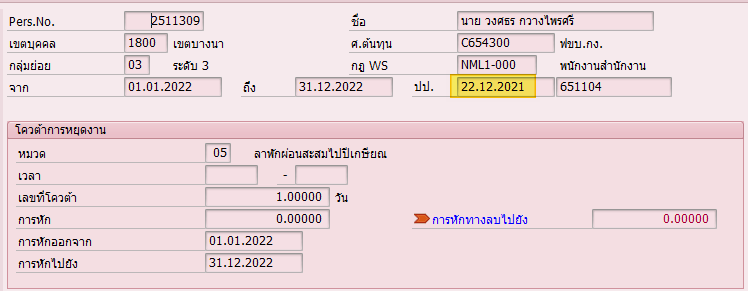 Pers.No. 2511309 ชื่อ นาย วงศธร กวางไพรศรี
เขตบุคคล 1800 เขตบางนา ศ.ต้นทุน C654300 ฟขบ.กง.
กลุ่มย่อย 03 ระดับ 3 กฎ WS NML1-000 พนักงานสำนักงาน
จาก 01.01.2022 ถึง 31.12.2022 ปป. 22.12.2021 651104
โควต้าการหยุดงาน
หมวด 05 ลาพักผ่อนสะสมไปปีเกษียณ
เวลา -
เลขที่โควต้า 1.00000 วัน
การหัก 0.00000 การหักทางลบไปยัง 0.00000
การหักออกจาก 01.01.2022
การหักไปยัง 31.12.2022